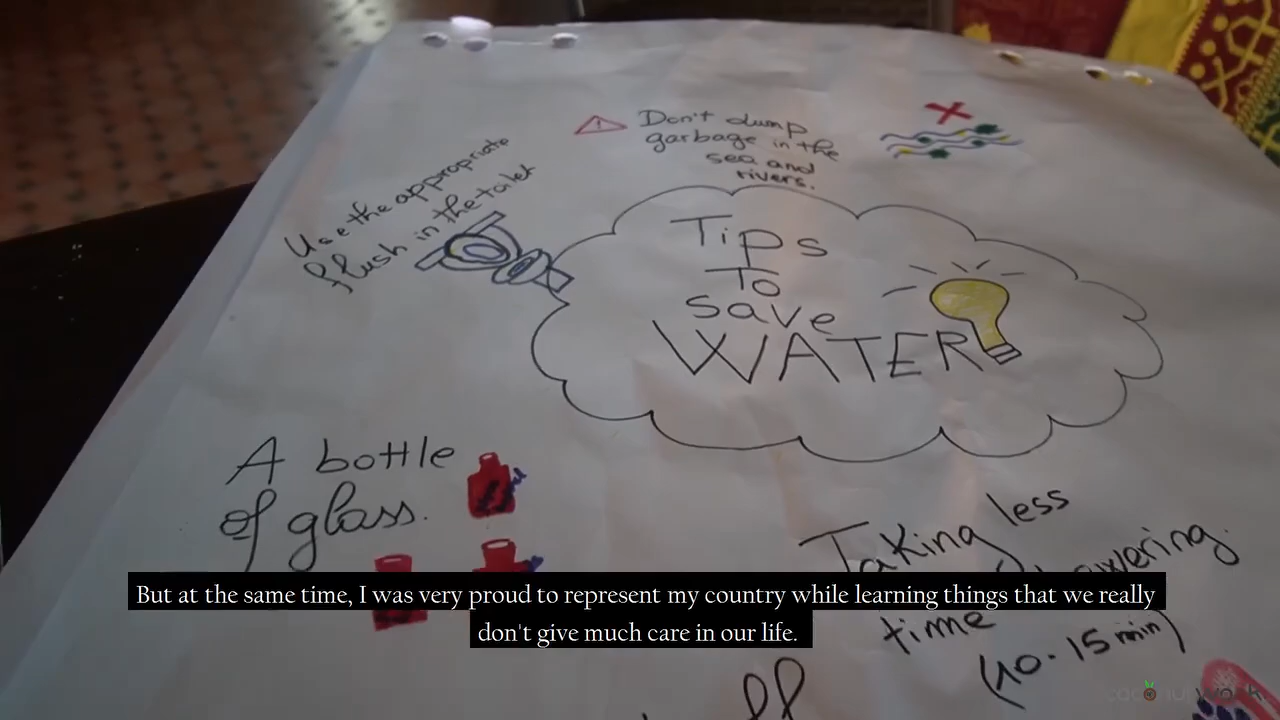 Don't dump
garbage in the
sea and
rivers.
Use the appropriate
flush in the toilet
Tips
To
save
WATER
A bottle
of glass.
Taking less
time
(10-15 min)
But at the same time, I was very proud to represent my country while learning things that we really
don't give much care in our life.
coconutwork